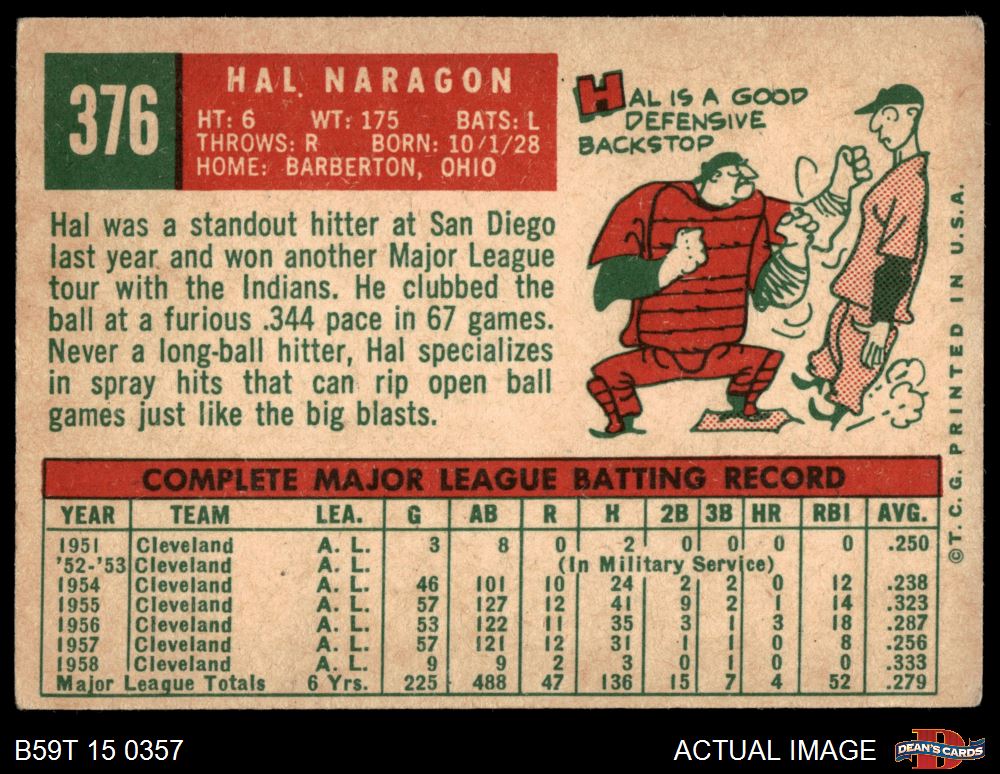 376
HAL NARAGON
HT: 6 WT: 175 BATS: L
THROWS: R BORN: 10/1/28
HOME: BARBERTON, OHIO
HAL IS A GOOD
DEFENSIVE
BACKSTOP
Hal was a standout hitter at San Diego
last year and won another Major League
tour with the Indians. He clubbed the
ball at a furious .344 pace in 67 games.
Never a long-ball hitter, Hal specializes
in spray hits that can rip open ball
games just like the big blasts.
COMPLETE MAJOR LEAGUE BATTING RECORD
YEAR TEAM LEA. G AB R H 2B 3B HR RBI AVG.
1951 Cleveland A. L. 3 8 0 2 0 0 0 0 .250
'52-'53 Cleveland A. L. (In Military Service)
1954 Cleveland A. L. 46 101 10 24 2 2 0 12 .238
1955 Cleveland A. L. 57 127 12 41 9 2 1 14 .323
1956 Cleveland A. L. 53 122 11 35 3 1 3 18 .287
1957 Cleveland A. L. 57 121 12 31 1 1 0 8 .256
1958 Cleveland A. L. 9 9 2 3 0 1 0 0 .333
Major League Totals 6 Yrs. 225 488 47 136 15 7 4 52 .279
©T. C. G. PRINTED IN U.S.A.
B59T 15 0357
ACTUAL IMAGE
B
DEAN'S CARDS